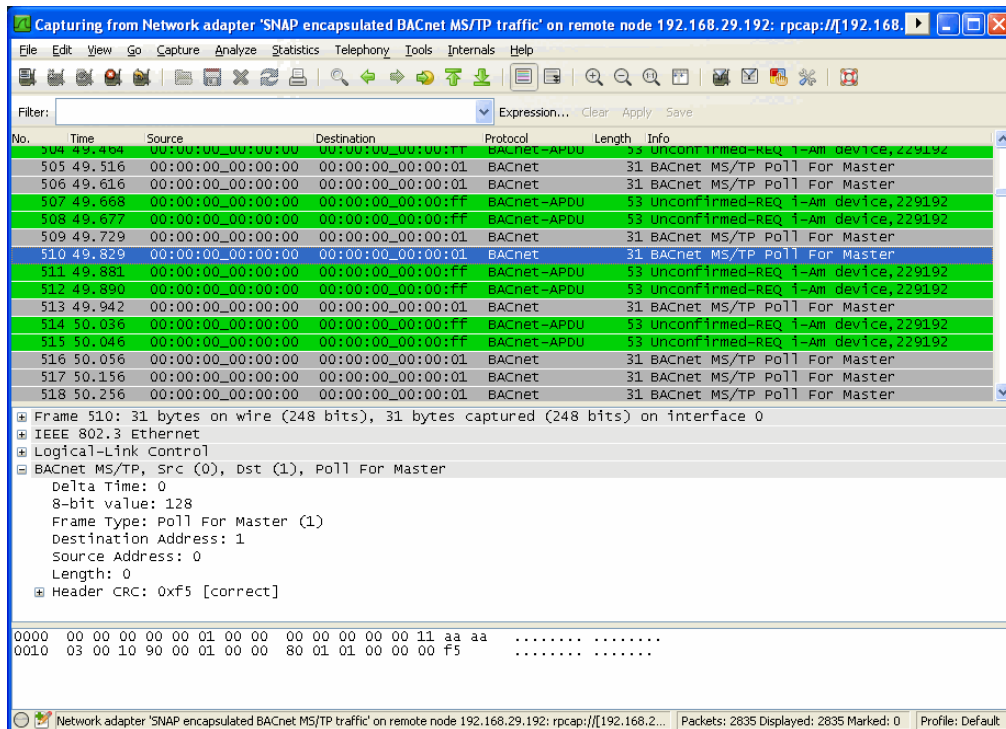 Capturing from Network adapter 'SNAP encapsulated BACnet MS/TP traffic' on remote node 192.168.29.192: rpcap://[192.168.
File Edit View Go Capture Analyze Statistics Telephony Tools Internals Help
Filter: Expression... Clear Apply Save
No. Time Source Destination Protocol Length Info
504 49.464 00:00:00_00:00:00 00:00:00_00:00:ff BACnet-APDU 53 Unconfirmed-REQ i-Am device,229192
505 49.516 00:00:00_00:00:00 00:00:00_00:00:01 BACnet 31 BACnet MS/TP Poll For Master
506 49.616 00:00:00_00:00:00 00:00:00_00:00:01 BACnet 31 BACnet MS/TP Poll For Master
507 49.668 00:00:00_00:00:00 00:00:00_00:00:ff BACnet-APDU 53 Unconfirmed-REQ i-Am device,229192
508 49.677 00:00:00_00:00:00 00:00:00_00:00:ff BACnet-APDU 53 Unconfirmed-REQ i-Am device,229192
509 49.729 00:00:00_00:00:00 00:00:00_00:00:01 BACnet 31 BACnet MS/TP Poll For Master
510 49.829 00:00:00_00:00:00 00:00:00_00:00:01 BACnet 31 BACnet MS/TP Poll For Master
511 49.881 00:00:00_00:00:00 00:00:00_00:00:ff BACnet-APDU 53 Unconfirmed-REQ i-Am device,229192
512 49.890 00:00:00_00:00:00 00:00:00_00:00:ff BACnet-APDU 53 Unconfirmed-REQ i-Am device,229192
513 49.942 00:00:00_00:00:00 00:00:00_00:00:01 BACnet 31 BACnet MS/TP Poll For Master
514 50.036 00:00:00_00:00:00 00:00:00_00:00:ff BACnet-APDU 53 Unconfirmed-REQ i-Am device,229192
515 50.046 00:00:00_00:00:00 00:00:00_00:00:ff BACnet-APDU 53 Unconfirmed-REQ i-Am device,229192
516 50.056 00:00:00_00:00:00 00:00:00_00:00:01 BACnet 31 BACnet MS/TP Poll For Master
517 50.156 00:00:00_00:00:00 00:00:00_00:00:01 BACnet 31 BACnet MS/TP Poll For Master
518 50.256 00:00:00_00:00:00 00:00:00_00:00:01 BACnet 31 BACnet MS/TP Poll For Master
Frame 510: 31 bytes on wire (248 bits), 31 bytes captured (248 bits) on interface 0
IEEE 802.3 Ethernet
Logical-Link Control
BACnet MS/TP, Src (0), Dst (1), Poll For Master
Delta Time: 0
8-bit value: 128
Frame Type: Poll For Master (1)
Destination Address: 1
Source Address: 0
Length: 0
Header CRC: 0xf5 [correct]
0000 00 00 00 00 00 01 00 00 00 00 00 00 00 11 aa aa ........ ........
0010 03 00 10 90 00 01 00 00 80 01 01 00 00 00 f5 ........ .......
Network adapter 'SNAP encapsulated BACnet MS/TP traffic' on remote node 192.168.29.192: rpcap://[192.168.2... Packets: 2835 Displayed: 2835 Marked: 0 Profile: Default